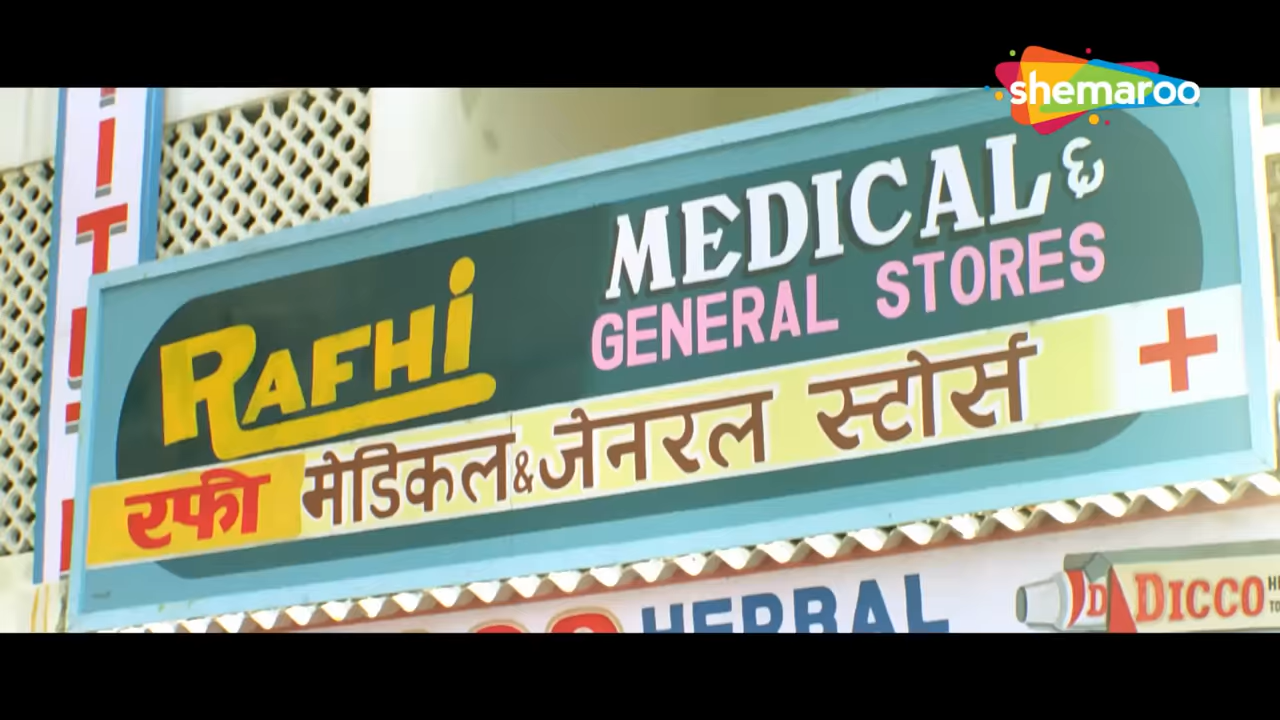 shemaroo
RAFHI
MEDICAL &
GENERAL STORES
रफी मेडिकल & जेनरल स्टोर्स
HERBAL
DICCO